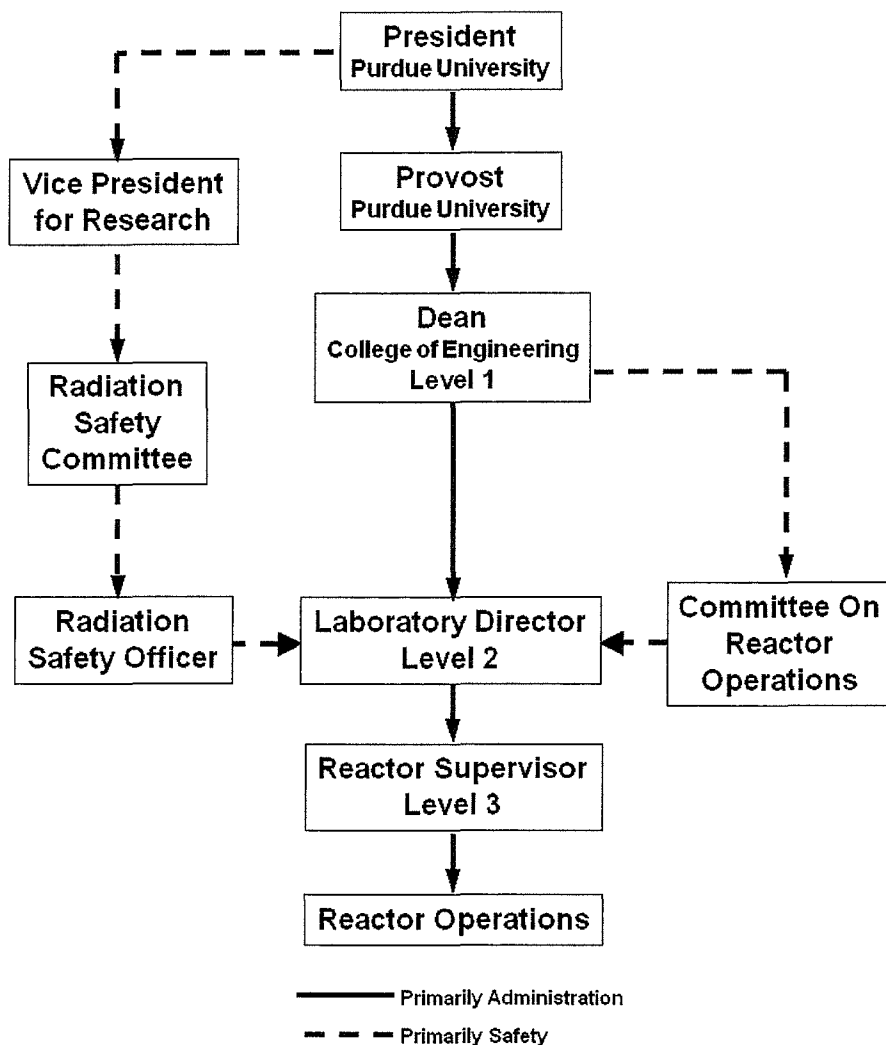 President
Purdue University
Vice President
for Research
Provost
Purdue University
Dean
College of Engineering
Level 1
Radiation
Safety
Committee
Radiation
Safety Officer
Laboratory Director
Level 2
Committee On
Reactor
Operations
Reactor Supervisor
Level 3
Reactor Operations
Primarily Administration
Primarily Safety